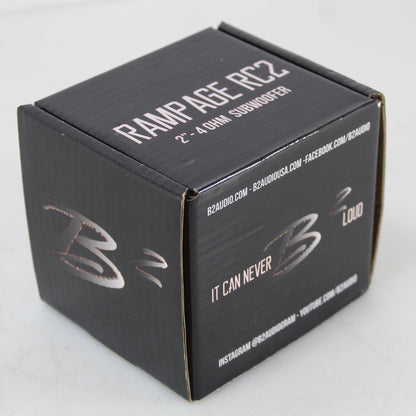 RAMPAGE RC2
2" - 4 OHM SUBWOOFER
B2AUDIO.COM · B2AUDIOUSA.COM · FACEBOOK.COM/B2AUDIO
B2
IT CAN NEVER B2 LOUD
INSTAGRAM @B2AUDIOGRAM · YOUTUBE.COM/B2AUDIO